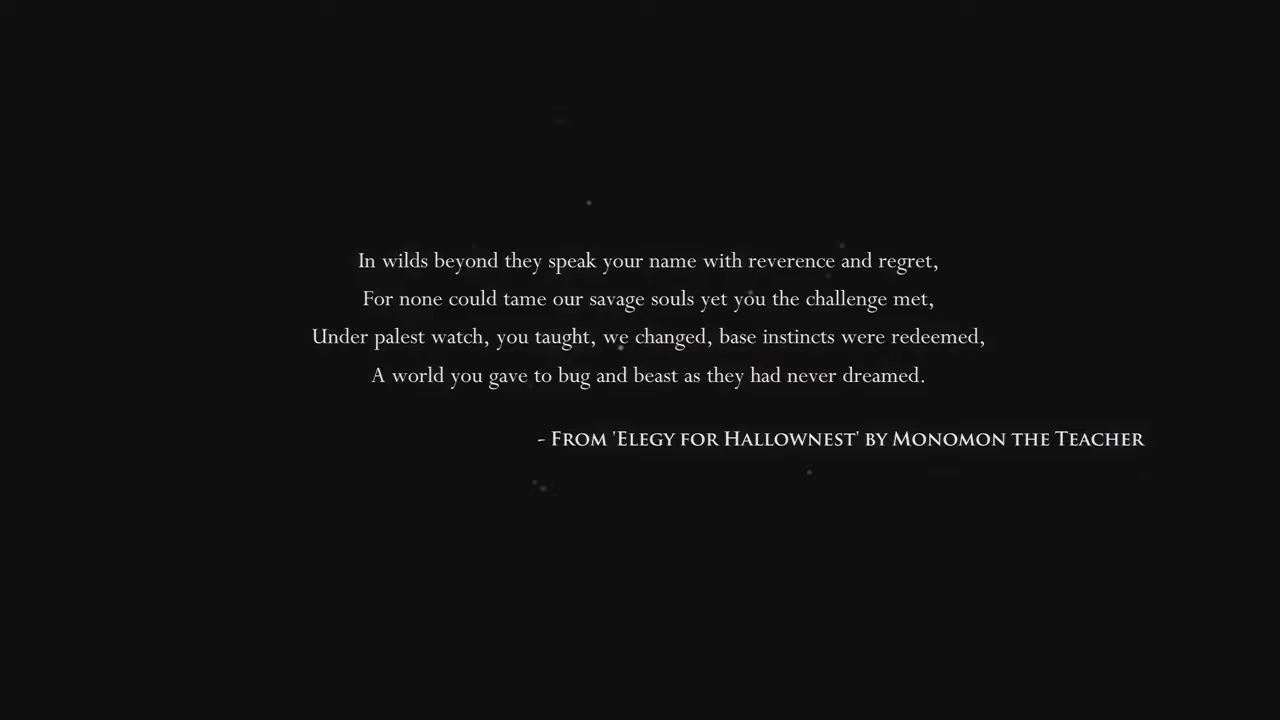 In wilds beyond they speak your name with reverence and regret,
For none could tame our savage souls yet you the challenge met,
Under palest watch, you taught, we changed, base instincts were redeemed,
A world you gave to bug and beast as they had never dreamed.
- From 'Elegy for Hallownest' by Monomon the Teacher